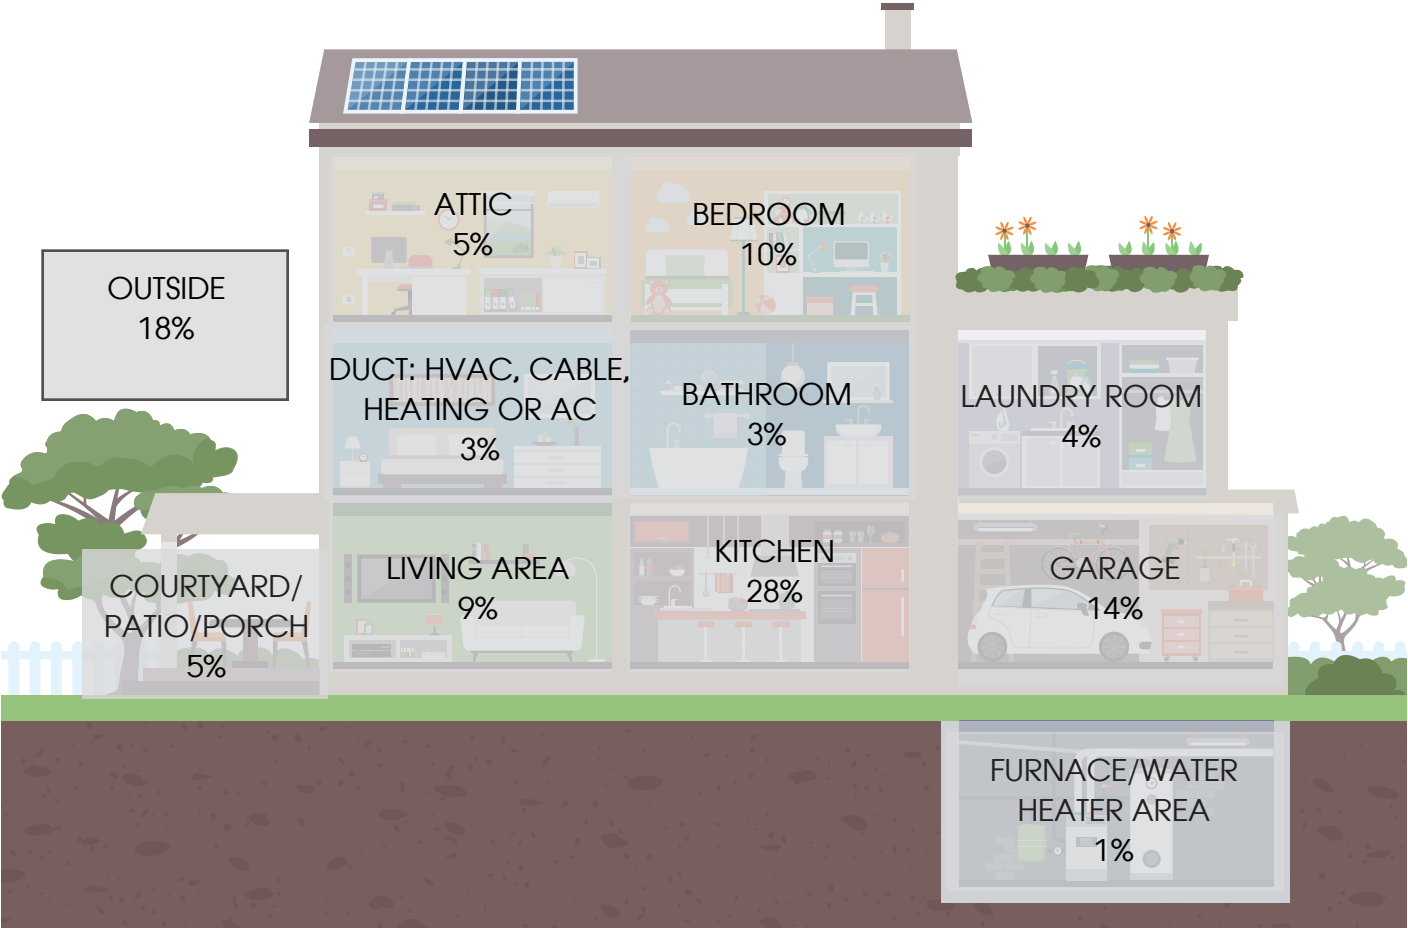 ATTIC
5%
BEDROOM
10%
OUTSIDE
18%
DUCT: HVAC, CABLE,
HEATING OR AC
3%
BATHROOM
3%
LAUNDRY ROOM
4%
COURTYARD/
PATIO/PORCH
5%
LIVING AREA
9%
KITCHEN
28%
GARAGE
14%
FURNACE/WATER
HEATER AREA
1%